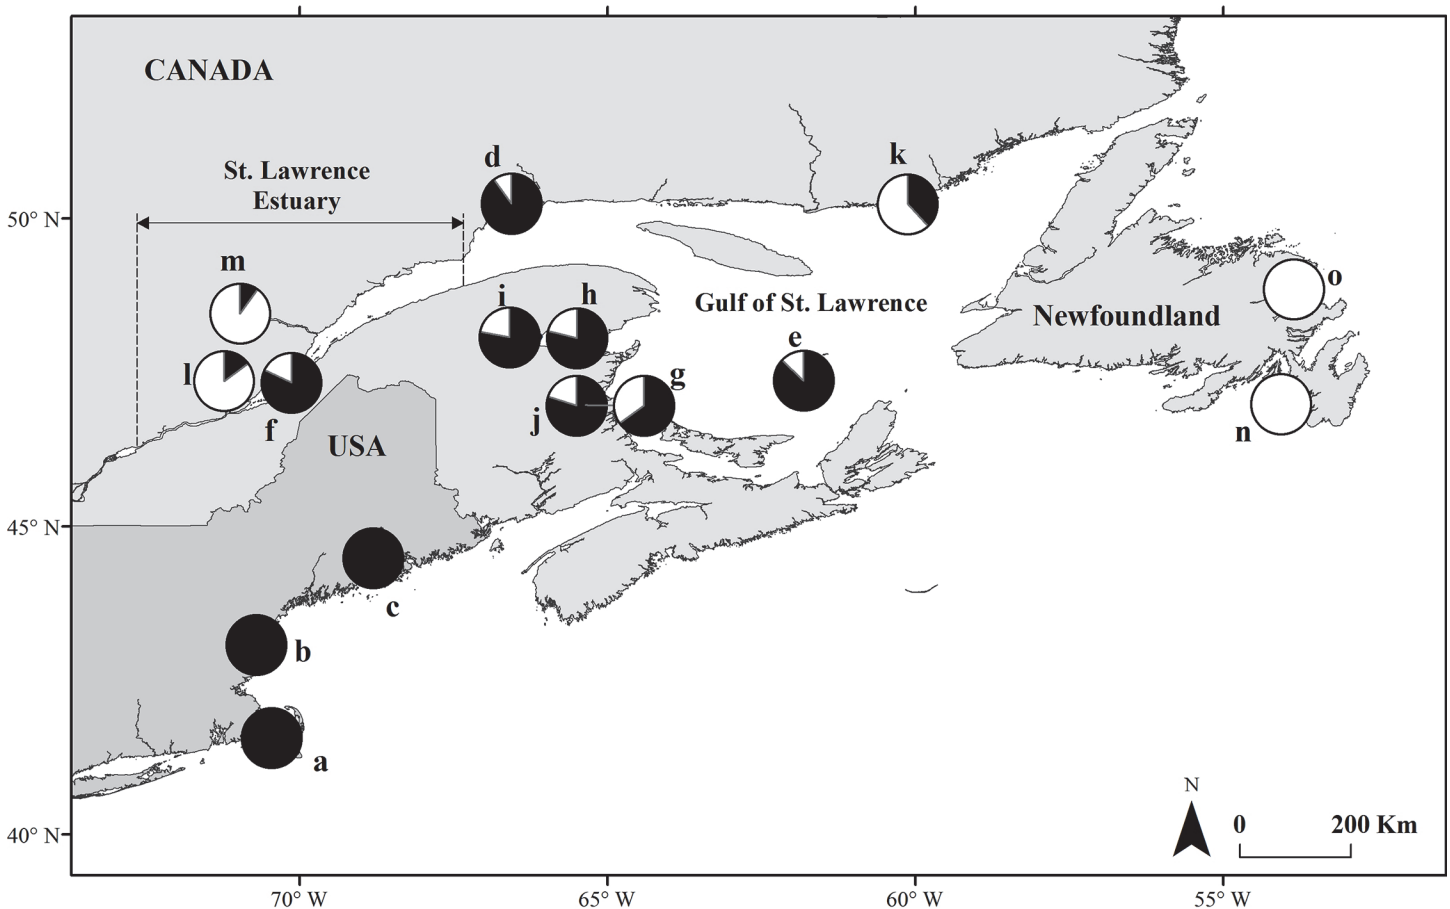 CANADA
St. Lawrence
Estuary
d
k
50° N
m
i
h
Gulf of St. Lawrence
e
Newfoundland
o
l
f
j
g
n
USA
45° N
c
b
a
N
0
200 Km
40° N
70° W
65° W
60° W
55° W